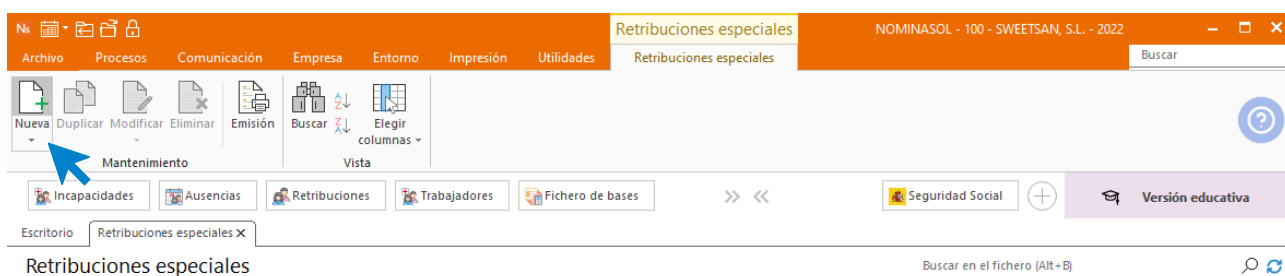 Ns Retribuciones especiales NOMINASOL - 100 - SWEETSAN, S.L. - 2022
Archivo Procesos Comunicación Empresa Entorno Impresión Utilidades Retribuciones especiales Buscar
Nueva Duplicar Modificar Eliminar Emisión Buscar Elegir
columnas
Mantenimiento Vista
Incapacidades Ausencias Retribuciones Trabajadores Fichero de bases Seguridad Social Versión educativa
Escritorio Retribuciones especiales X
Retribuciones especiales Buscar en el fichero (Alt+B)